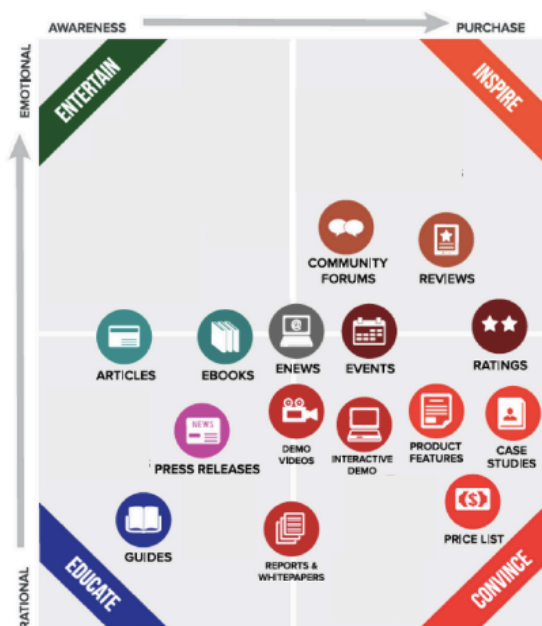 AWARENESS
PURCHASE
EMOTIONAL
ENTERTAIN
INSPIRE
COMMUNITY
FORUMS
REVIEWS
@
ARTICLES
EBOOKS
ENEWS
EVENTS
RATINGS
NEWS
PRESS RELEASES
DEMO
VIDEOS
INTERACTIVE
DEMO
PRODUCT
FEATURES
CASE
STUDIES
GUIDES
REPORTS &
WHITEPAPERS
$
PRICE LIST
RATIONAL
EDUCATE
CONVINCE